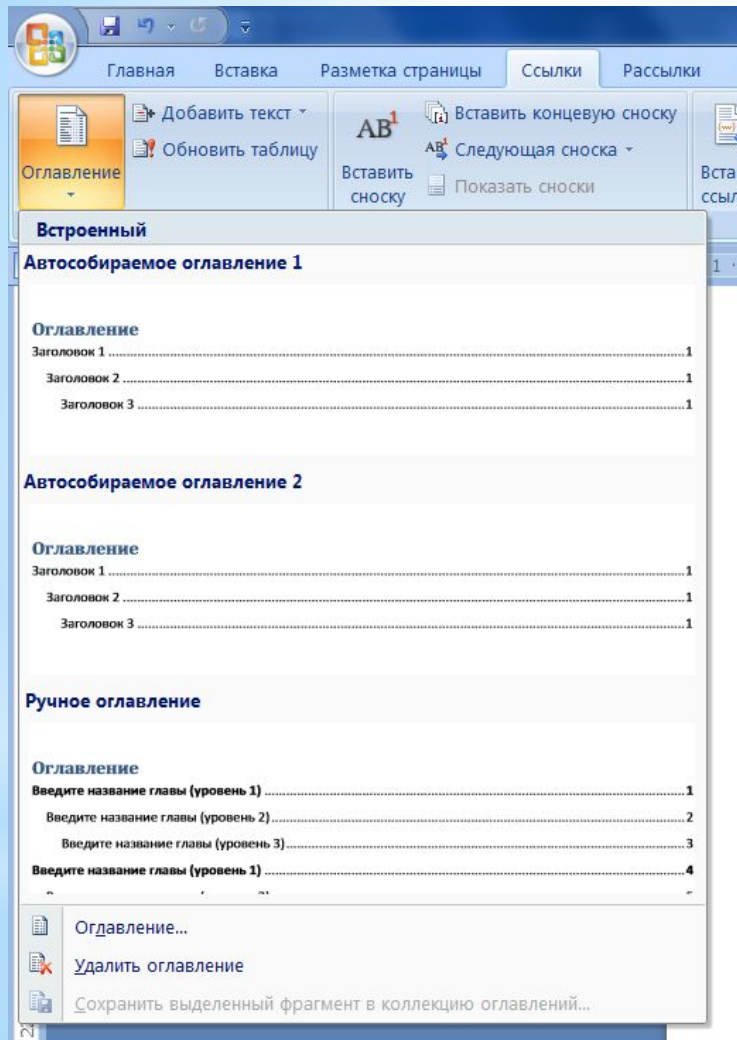 Главная Вставка Разметка страницы Ссылки Рассылки
Оглавление
Добавить текст
Обновить таблицу
AB1
Вставить сноску
Вставить концевую сноску
AB1 Следующая сноска
Показать сноски
Встроенный
Автособираемое оглавление 1
Оглавление
Заголовок 1 1
Заголовок 2 1
Заголовок 3 1
Автособираемое оглавление 2
Оглавление
Заголовок 1 1
Заголовок 2 1
Заголовок 3 1
Ручное оглавление
Оглавление
Введите название главы (уровень 1) 1
Введите название главы (уровень 2) 2
Введите название главы (уровень 3) 3
Введите название главы (уровень 1) 4
Оглавление...
Удалить оглавление
Сохранить выделенный фрагмент в коллекцию оглавлений...